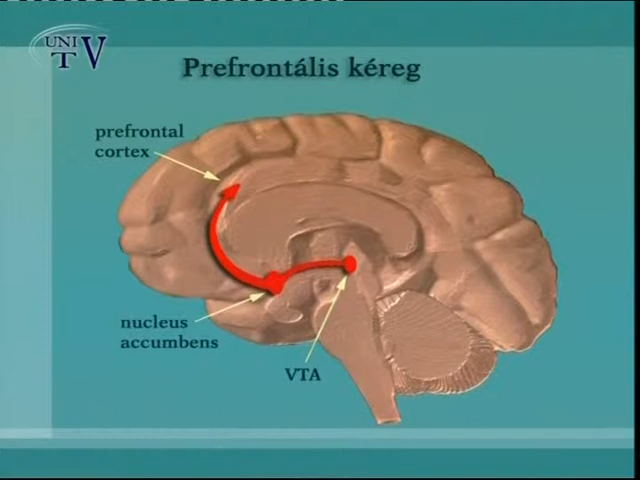 UNI
TV
Prefrontális kéreg
prefrontal
cortex
nucleus
accumbens
VTA